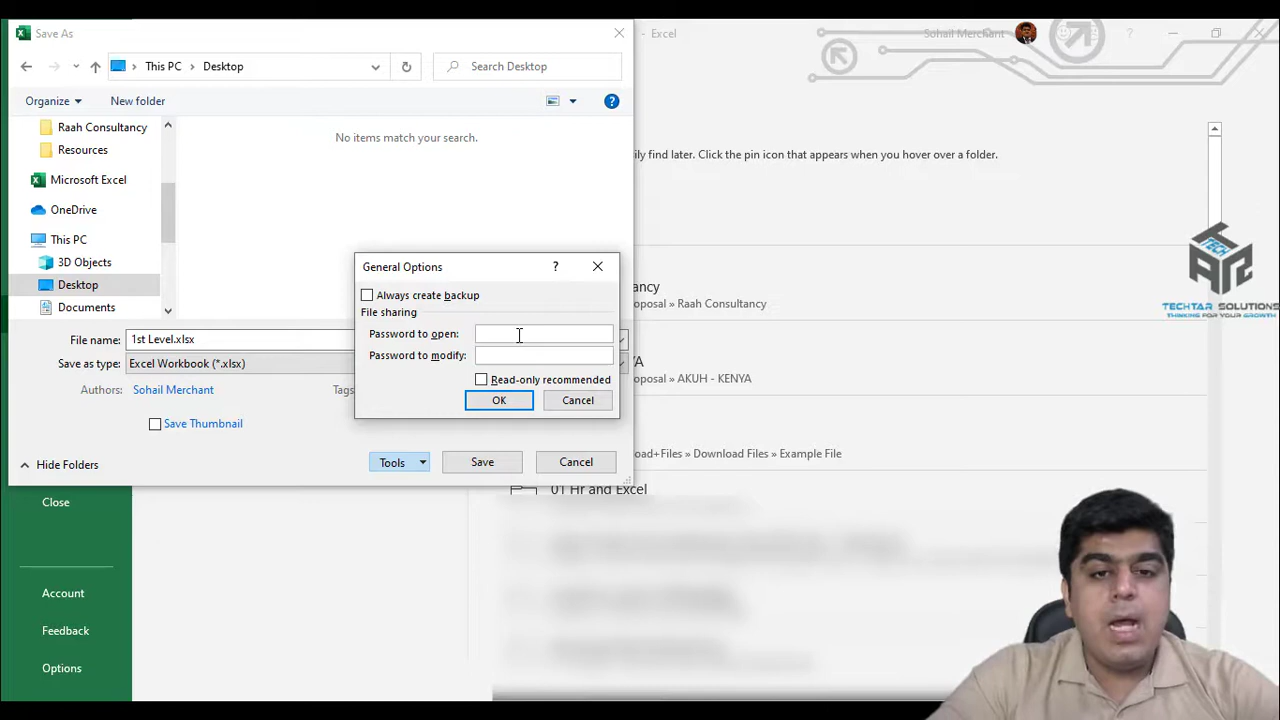 Save As
- Excel
Sohail Merchant
This PC
Desktop
Search Desktop
Organize
New folder
Raah Consultancy
Resources
Microsoft Excel
OneDrive
This PC
3D Objects
Desktop
Documents
No items match your search.
ily find later. Click the pin icon that appears when you hover over a folder.
General Options
Always create backup
File sharing
Password to open:
Password to modify:
Read-only recommended
OK
Cancel
File name:
1st Level.xlsx
Save as type:
Excel Workbook (*.xlsx)
Authors:
Sohail Merchant
Tags
Save Thumbnail
Hide Folders
Tools
Save
Cancel
ancy
oposal » Raah Consultancy
YA
oposal » AKUH - KENYA
oad+Files » Download Files » Example File
01 Hr and Excel
TECH
TECHTAR SOLUTIONS
THINKING FOR YOUR GROWTH
Close
Account
Feedback
Options